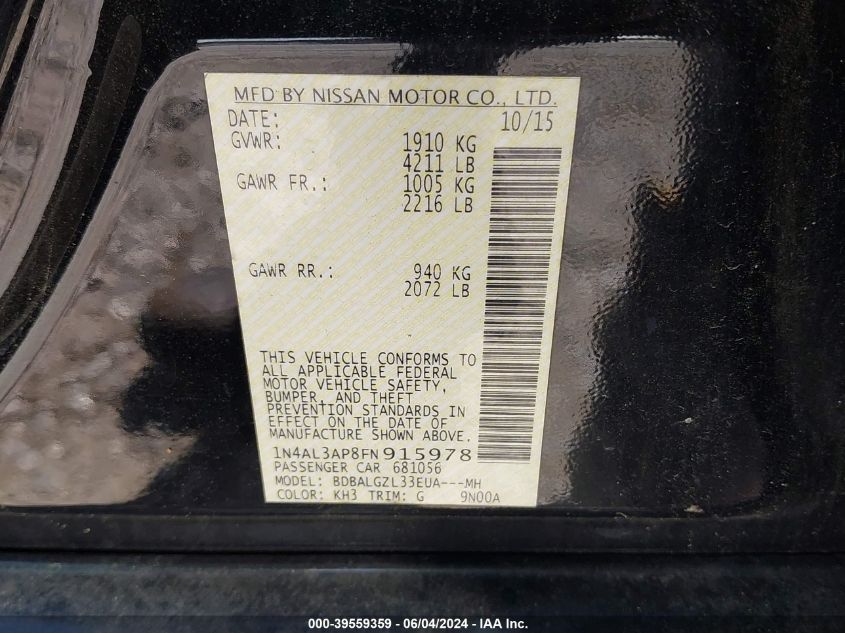 MFD BY NISSAN MOTOR CO., LTD.
DATE: 10/15
GVWR: 1910 KG
4211 LB
GAWR FR.: 1005 KG
2216 LB
GAWR RR.: 940 KG
2072 LB
THIS VEHICLE CONFORMS TO
ALL APPLICABLE FEDERAL
MOTOR VEHICLE SAFETY,
BUMPER, AND THEFT
PREVENTION STANDARDS IN
EFFECT ON THE DATE OF
MANUFACTURE SHOWN ABOVE.
1N4AL3AP8FN915978
PASSENGER CAR 681056
MODEL: BDBALGZL33EUA---MH
COLOR: KH3 TRIM: G 9N00A
000-39559359 - 06/04/2024 - IAA Inc.